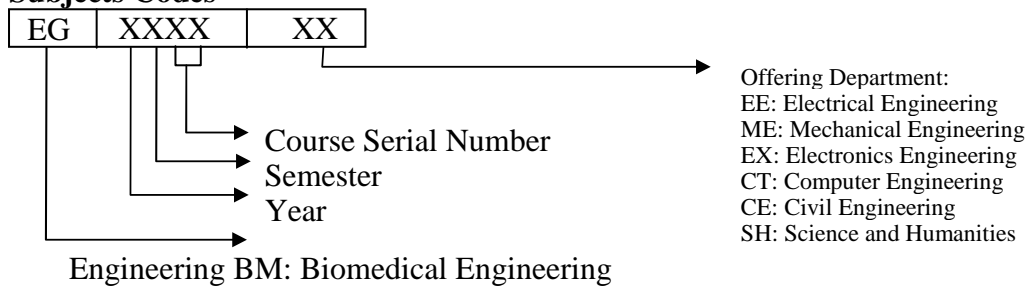 Subjects Codes
EG XXXX XX
Course Serial Number
Semester
Year
Engineering BM: Biomedical Engineering
Offering Department:
EE: Electrical Engineering
ME: Mechanical Engineering
EX: Electronics Engineering
CT: Computer Engineering
CE: Civil Engineering
SH: Science and Humanities